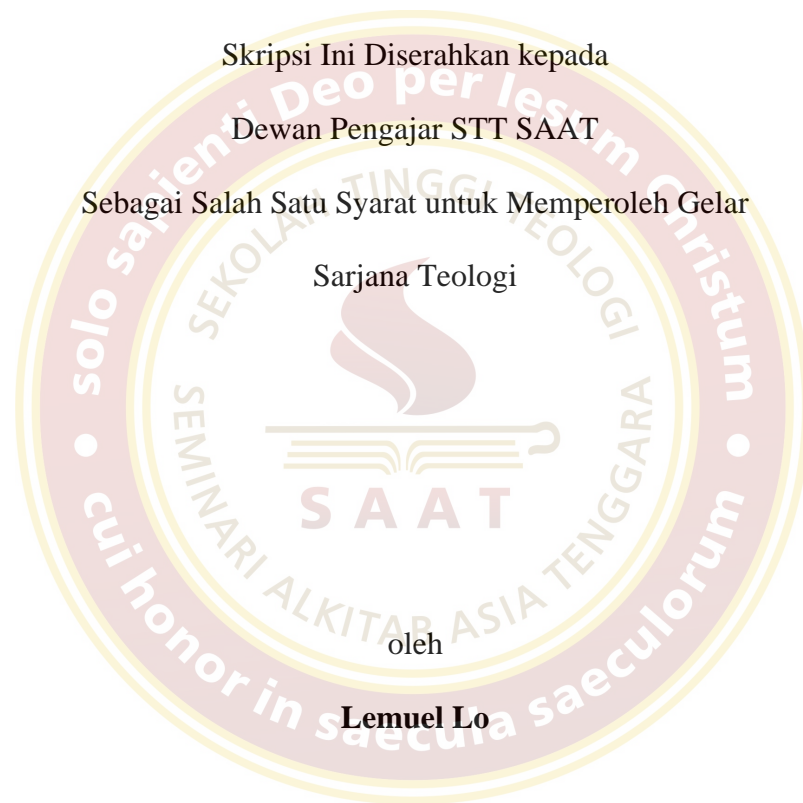 Skripsi Ini Diserahkan kepada
Dewan Pengajar STT SAAT
Sebagai Salah Satu Syarat untuk Memperoleh Gelar
Sarjana Teologi
oleh
Lemuel Lo
solo sapienti Deo per Iesum Christum
cui honor in saecula saeculorum
SEKOLAH TINGGI TEOLOGI
SEMINARI ALKITAB ASIA TENGGARA
SAAT